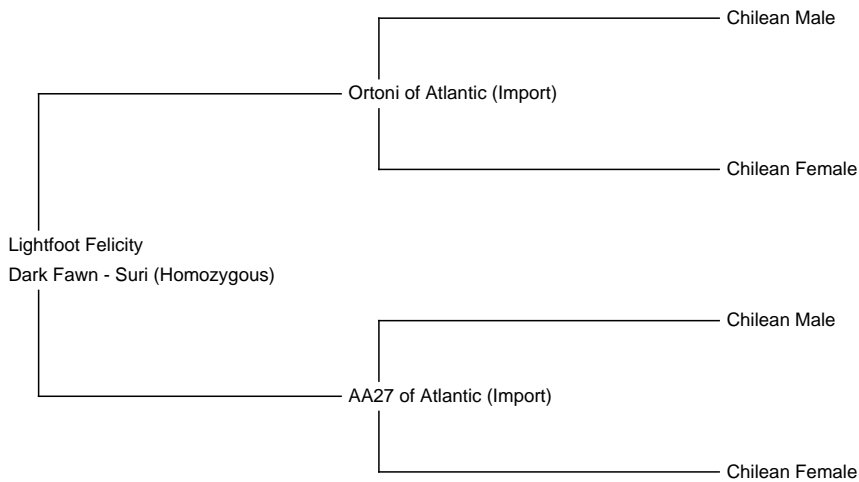 Chilean Male
Ortoni of Atlantic (Import)
Chilean Female
Lightfoot Felicity
Dark Fawn - Suri (Homozygous)
Chilean Male
AA27 of Atlantic (Import)
Chilean Female